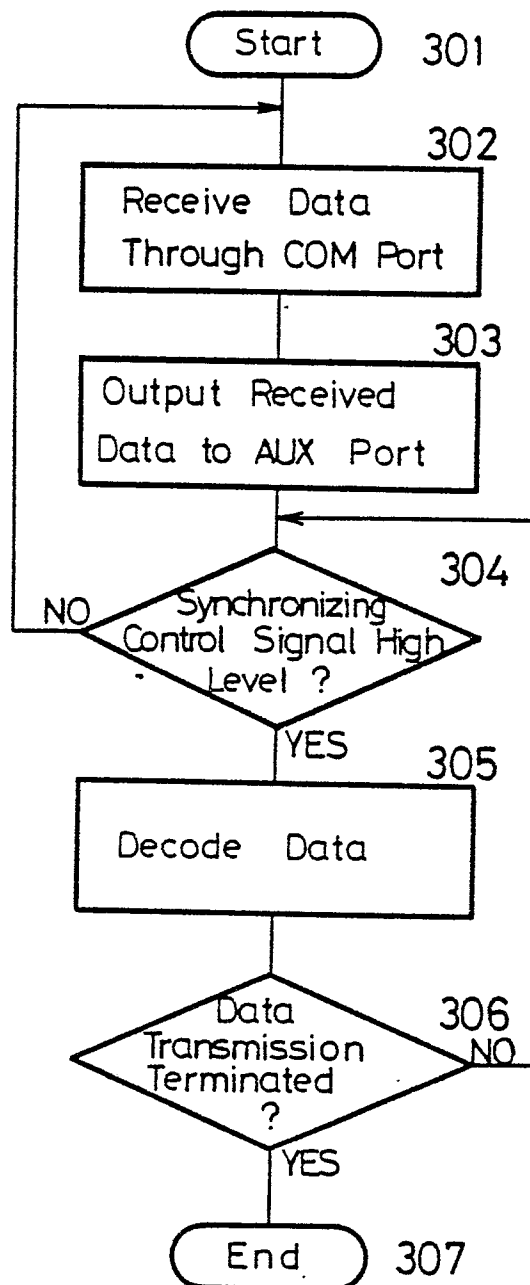 Start
301
302
Receive Data
Through COM Port
303
Output Received
Data to AUX Port
304
NO
Synchronizing
Control Signal High
Level ?
YES
305
Decode Data
306
Data
Transmission
Terminated
?
NO
YES
End
307